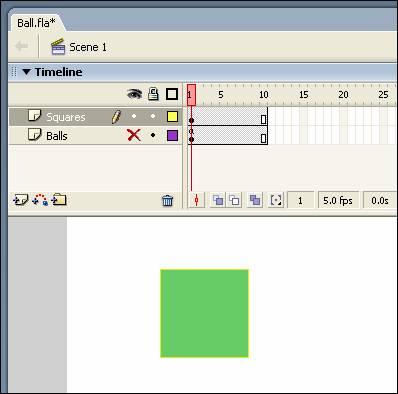 Ball.fla*
Scene 1
Timeline
1 5 10 15 20 25
Squares
Balls
a
1 5.0 fps 0.0s